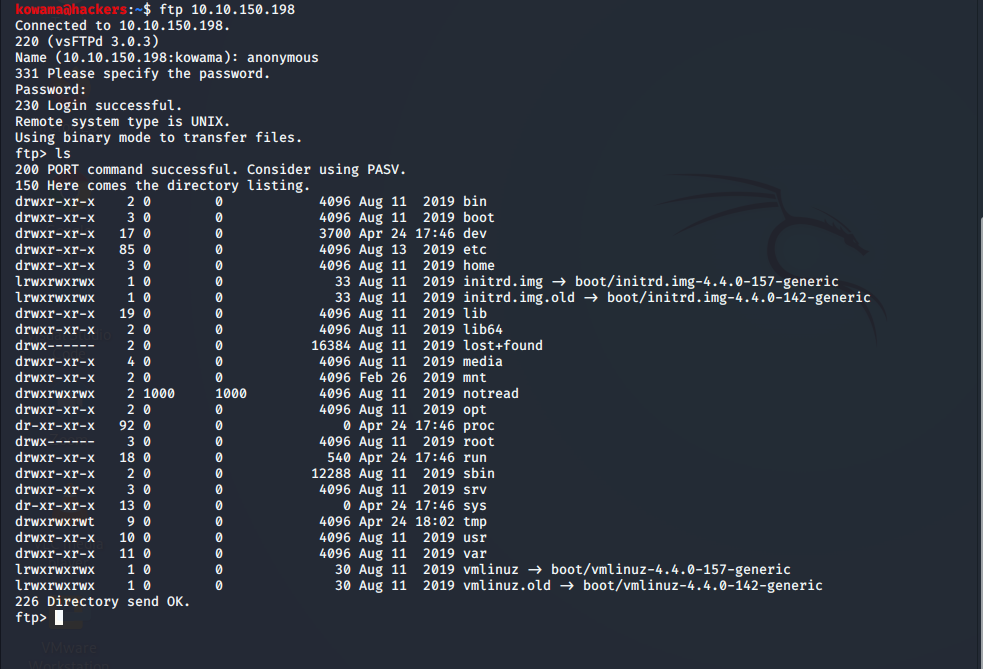 kowama@hackers:~$ ftp 10.10.150.198
Connected to 10.10.150.198.
220 (vsFTPd 3.0.3)
Name (10.10.150.198:kowama): anonymous
331 Please specify the password.
Password:
230 Login successful.
Remote system type is UNIX.
Using binary mode to transfer files.
ftp> ls
200 PORT command successful. Consider using PASV.
150 Here comes the directory listing.
drwxr-xr-x    2 0        0            4096 Aug 11  2019 bin
drwxr-xr-x    3 0        0            4096 Aug 11  2019 boot
drwxr-xr-x   17 0        0            3700 Apr 24 17:46 dev
drwxr-xr-x   85 0        0            4096 Aug 13  2019 etc
drwxr-xr-x    3 0        0            4096 Aug 11  2019 home
lrwxrwxrwx    1 0        0              33 Aug 11  2019 initrd.img -> boot/initrd.img-4.4.0-157-generic
lrwxrwxrwx    1 0        0              33 Aug 11  2019 initrd.img.old -> boot/initrd.img-4.4.0-142-generic
drwxr-xr-x   19 0        0            4096 Aug 11  2019 lib
drwxr-xr-x    2 0        0            4096 Aug 11  2019 lib64
drwx------    2 0        0           16384 Aug 11  2019 lost+found
drwxr-xr-x    4 0        0            4096 Aug 11  2019 media
drwxr-xr-x    2 0        0            4096 Feb 26  2019 mnt
drwxrwxrwx    2 1000     1000         4096 Aug 11  2019 notread
drwxr-xr-x    2 0        0            4096 Aug 11  2019 opt
dr-xr-xr-x   92 0        0               0 Apr 24 17:46 proc
drwx------    3 0        0            4096 Aug 11  2019 root
drwxr-xr-x   18 0        0             540 Apr 24 17:46 run
drwxr-xr-x    2 0        0           12288 Aug 11  2019 sbin
drwxr-xr-x    3 0        0            4096 Aug 11  2019 srv
dr-xr-xr-x   13 0        0               0 Apr 24 17:46 sys
drwxrwxrwt    9 0        0            4096 Apr 24 18:02 tmp
drwxr-xr-x   10 0        0            4096 Aug 11  2019 usr
drwxr-xr-x   11 0        0            4096 Aug 11  2019 var
lrwxrwxrwx    1 0        0              30 Aug 11  2019 vmlinuz -> boot/vmlinuz-4.4.0-157-generic
lrwxrwxrwx    1 0        0              30 Aug 11  2019 vmlinuz.old -> boot/vmlinuz-4.4.0-142-generic
226 Directory send OK.
ftp>
VMware